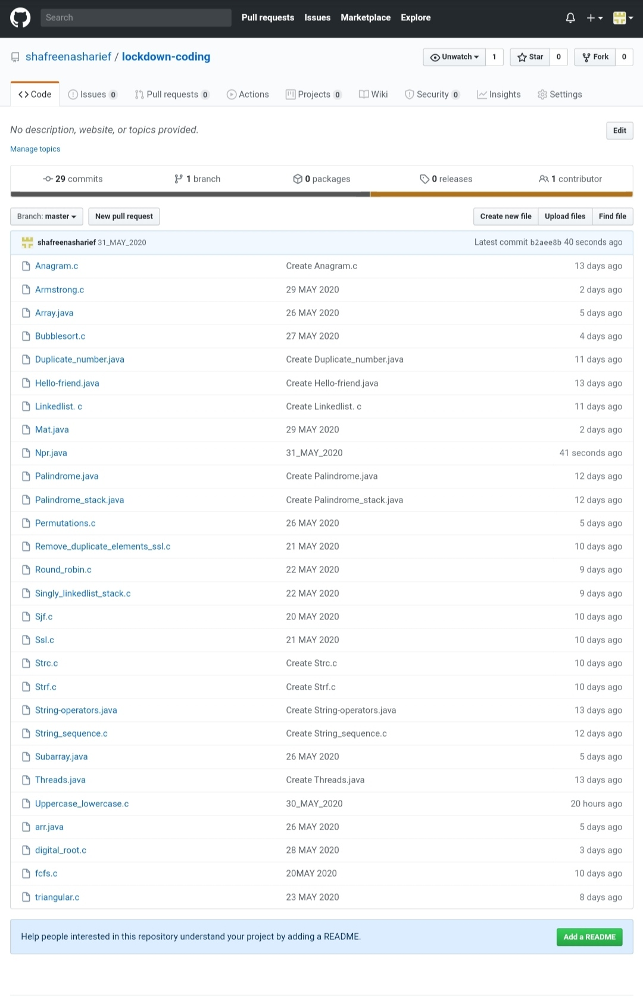 Search Pull requests Issues Marketplace Explore
shafreenasharief / lockdown-coding Unwatch 1 Star 0 Fork 0
Code Issues 0 Pull requests 0 Actions Projects 0 Wiki Security 0 Insights Settings
No description, website, or topics provided. Edit
Manage topics
29 commits 1 branch 0 packages 0 releases 1 contributor
Branch: master New pull request Create new file Upload files Find file
shafreenasharief 31_MAY_2020 Latest commit b2aee8b 40 seconds ago
Anagram.c Create Anagram.c 13 days ago
Armstrong.c 29 MAY 2020 2 days ago
Array.java 26 MAY 2020 5 days ago
Bubblesort.c 27 MAY 2020 4 days ago
Duplicate_number.java Create Duplicate_number.java 11 days ago
Hello-friend.java Create Hello-friend.java 13 days ago
Linkedlist. c Create Linkedlist. c 11 days ago
Mat.java 29 MAY 2020 2 days ago
Npr.java 31_MAY_2020 41 seconds ago
Palindrome.java Create Palindrome.java 12 days ago
Palindrome_stack.java Create Palindrome_stack.java 12 days ago
Permutations.c 26 MAY 2020 5 days ago
Remove_duplicate_elements_ssl.c 21 MAY 2020 10 days ago
Round_robin.c 22 MAY 2020 9 days ago
Singly_linkedlist_stack.c 22 MAY 2020 9 days ago
Sjf.c 20 MAY 2020 10 days ago
Ssl.c 21 MAY 2020 10 days ago
Strc.c Create Strc.c 10 days ago
Strf.c Create Strf.c 10 days ago
String-operators.java Create String-operators.java 13 days ago
String_sequence.c Create String_sequence.c 12 days ago
Subarray.java 26 MAY 2020 5 days ago
Threads.java Create Threads.java 13 days ago
Uppercase_lowercase.c 30_MAY_2020 20 hours ago
arr.java 26 MAY 2020 5 days ago
digital_root.c 28 MAY 2020 3 days ago
fcfs.c 20MAY 2020 10 days ago
triangular.c 23 MAY 2020 8 days ago
Help people interested in this repository understand your project by adding a README. Add a README